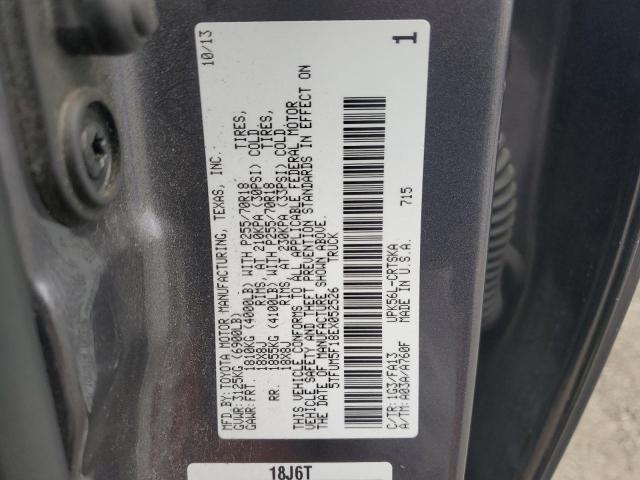 MFD.BY: TOYOTA MOTOR MANUFACTURING, TEXAS, INC. 10/13
GVWR: 3125KG (6900LB)
GAWR: FRT. 1810KG (4000LB) WITH P255/70R18 TIRES,
18X8J RIMS, AT 210KPA (30PSI) COLD
RR. 1855KG (4100LB) WITH P255/70R18 TIRES,
18X8J RIMS, AT 230KPA (33PSI) COLD
THIS VEHICLE CONFORMS TO ALL APPLICABLE FEDERAL MOTOR
VEHICLE SAFETY AND THEFT PREVENTION STANDARDS IN EFFECT ON
THE DATE OF MANUFACTURE SHOWN ABOVE.
5TFUM5F18EX052526 TRUCK
C/TR: 1G3/FA13 UPK56L-CRTSKA
A/TM: A03A/A760F MADE IN U.S.A. 715
1
18J6T